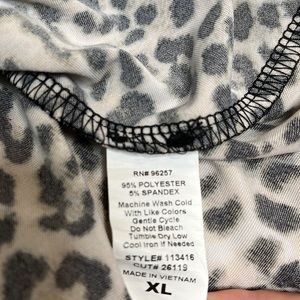 RN# 96257
95% POLYESTER
5% SPANDEX
Machine Wash Cold
With Like Colors
Gentle Cycle
Do Not Bleach
Tumble Dry Low
Cool Iron If Needed
STYLE# 113416
CUT# 26119
MADE IN VIETNAM
XL